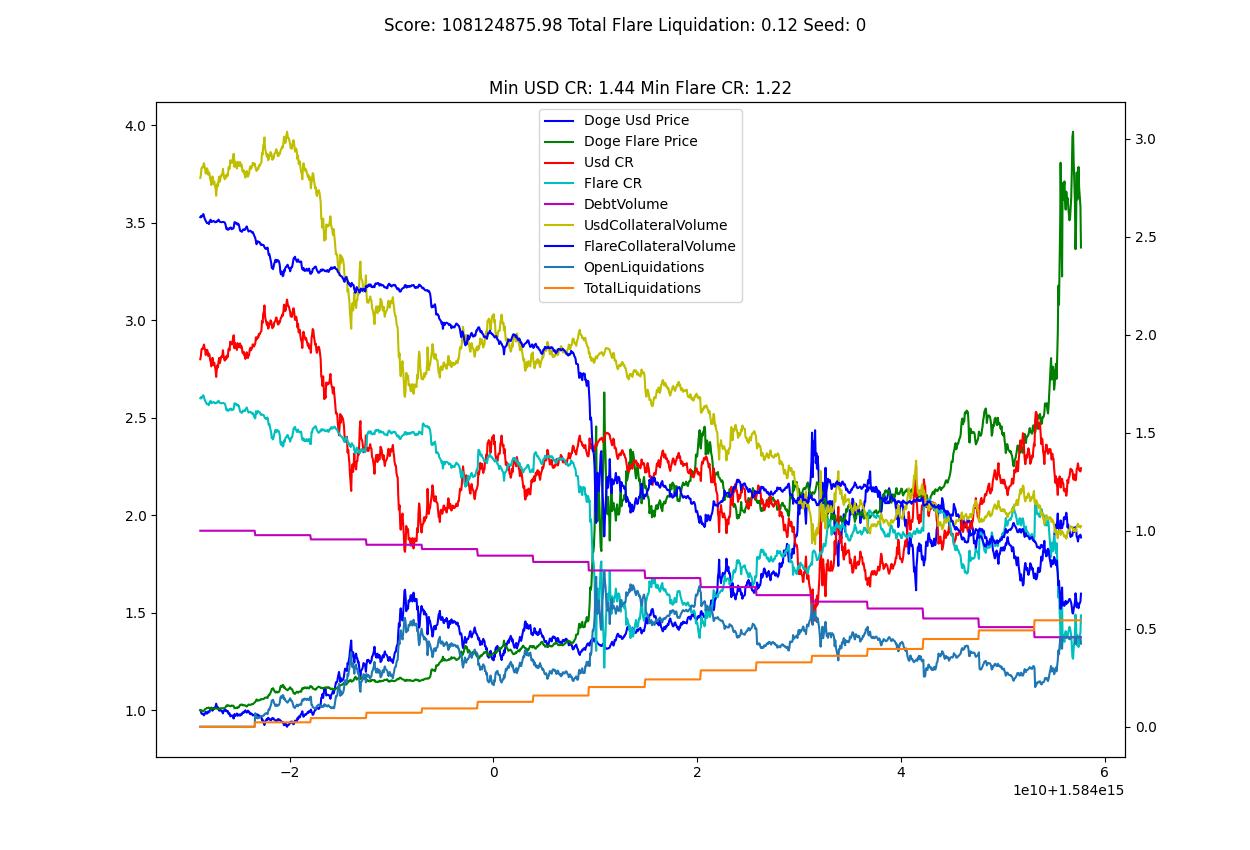 Score: 108124875.98 Total Flare Liquidation: 0.12 Seed: 0
Min USD CR: 1.44 Min Flare CR: 1.22
4.0
3.5
3.0
2.5
2.0
1.5
1.0
Doge Usd Price
Doge Flare Price
Usd CR
Flare CR
DebtVolume
UsdCollateralVolume
FlareCollateralVolume
OpenLiquidations
TotalLiquidations
3.0
2.5
2.0
1.5
1.0
0.5
0.0
−2 0 2 4 6
1e10+1.584e15